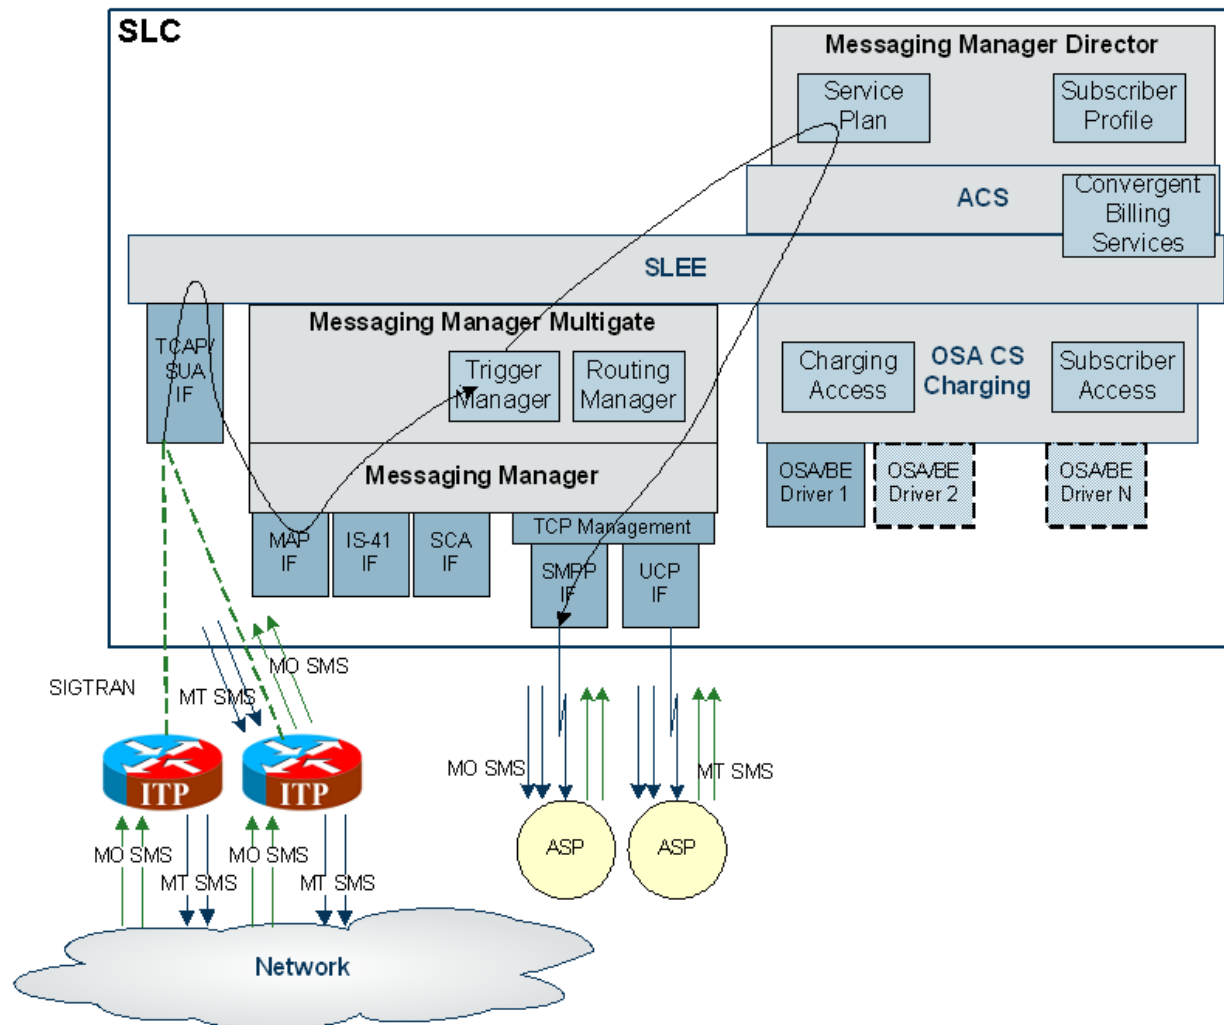 SLC
Messaging Manager Director
Service
Plan
Subscriber
Profile
ACS
Convergent
Billing
Services
SLEE
TCAP/
SUA
IF
Messaging Manager Multigate
Trigger
Manager
Routing
Manager
Charging
Access
OSA CS
Charging
Subscriber
Access
Messaging Manager
OSA/BE
Driver 1
OSA/BE
Driver 2
OSA/BE
Driver N
MAP
IF
IS-41
IF
SCA
IF
TCP Management
SMPP
IF
UCP
IF
SIGTRAN
MT SMS
MO SMS
ITP
ITP
MO SMS
MT SMS
ASP
ASP
MO SMS
MT SMS
MO SMS
MT SMS
Network